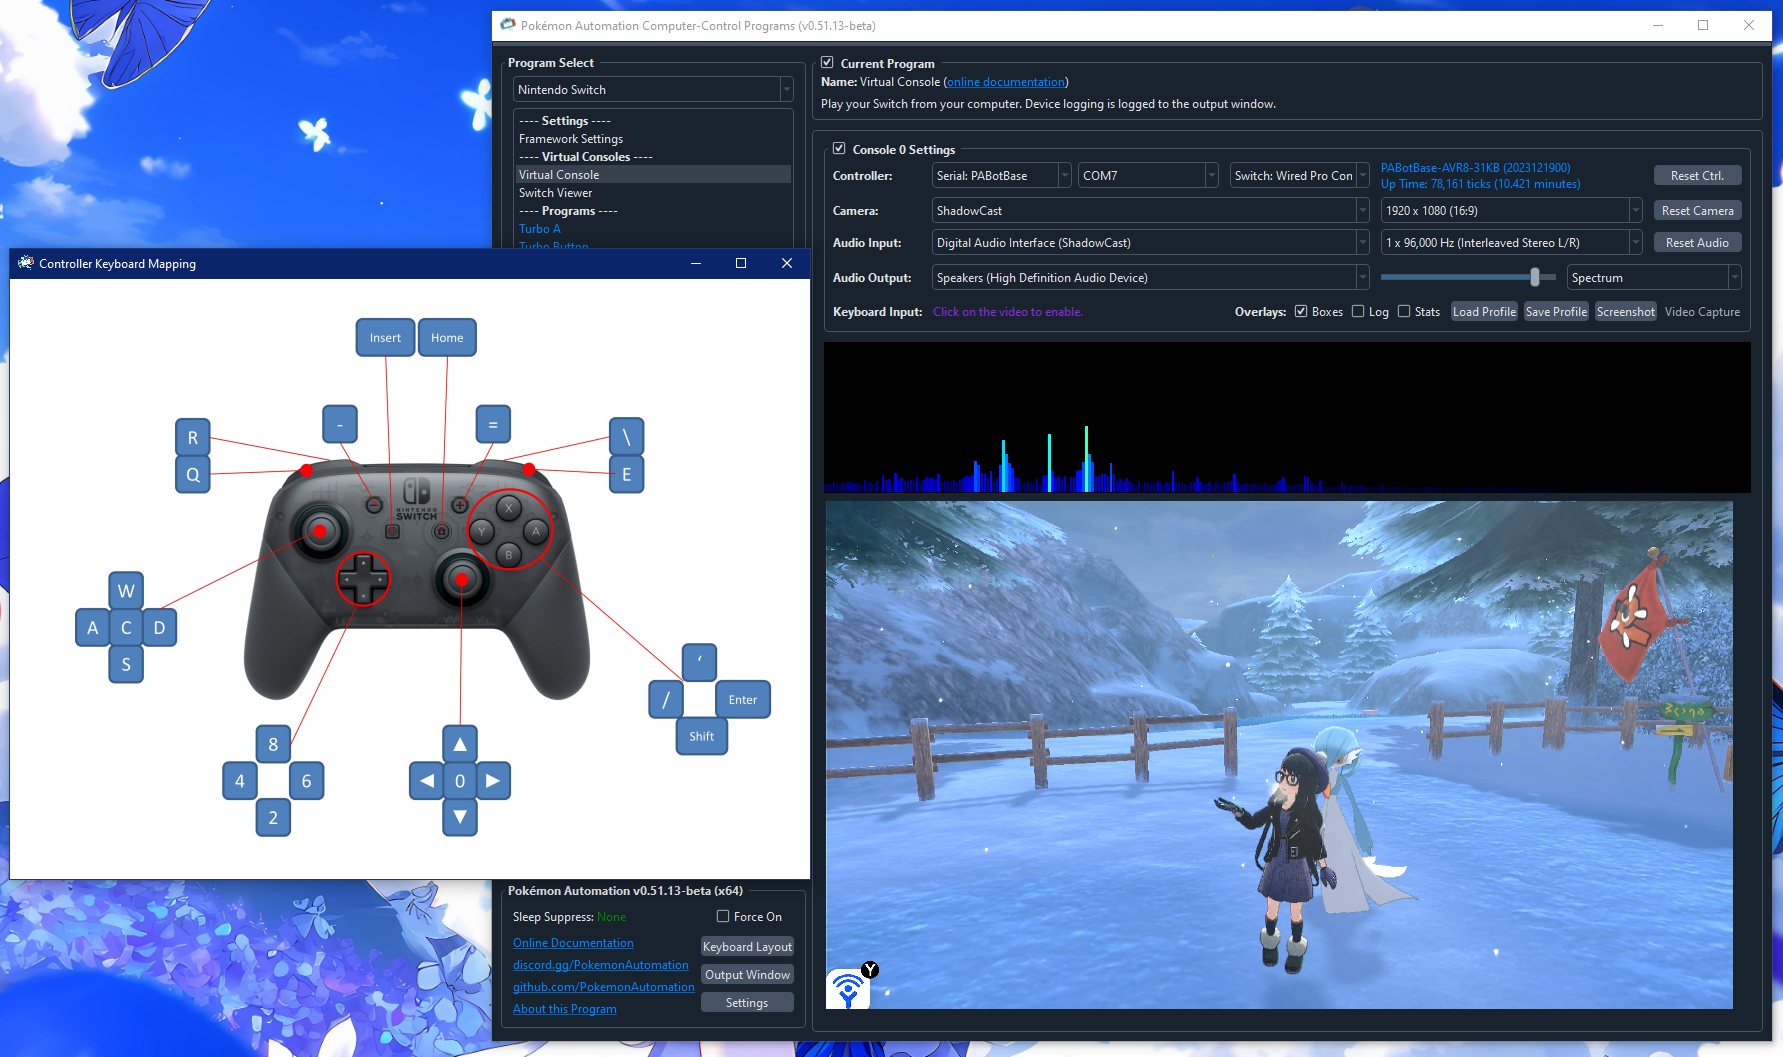 Pokémon Automation Computer-Control Programs (v0.51.13-beta)
Program Select
Nintendo Switch
---- Settings ----
Framework Settings
---- Virtual Consoles ----
Virtual Console
Switch Viewer
---- Programs ----
Turbo A
Turbo Button
Current Program
Name: Virtual Console (online documentation)
Play your Switch from your computer. Device logging is logged to the output window.
Console 0 Settings
Controller: Serial: PABotBase COM7 Switch: Wired Pro Con PABotBase-AVR8-31KB (2023121900)
Up Time: 78,161 ticks (10.421 minutes)
Reset Ctrl.
Camera: ShadowCast 1920 x 1080 (16:9) Reset Camera
Audio Input: Digital Audio Interface (ShadowCast) 1 x 96,000 Hz (Interleaved Stereo L/R) Reset Audio
Audio Output: Speakers (High Definition Audio Device) Spectrum
Keyboard Input: Click on the video to enable. Overlays: Boxes Log Stats Load Profile Save Profile Screenshot Video Capture
Y
Controller Keyboard Mapping
Insert Home
- =
R
Q
\
E
NINTENDO
SWITCH
X
Y A
B
W
A C D
S
8
4 6
2
▲
◀ 0 ▶
▼
‘
/ Enter
Shift
Pokémon Automation v0.51.13-beta (x64)
Sleep Suppress: None Force On
Online Documentation Keyboard Layout
discord.gg/PokemonAutomation Output Window
github.com/PokemonAutomation
About this Program Settings